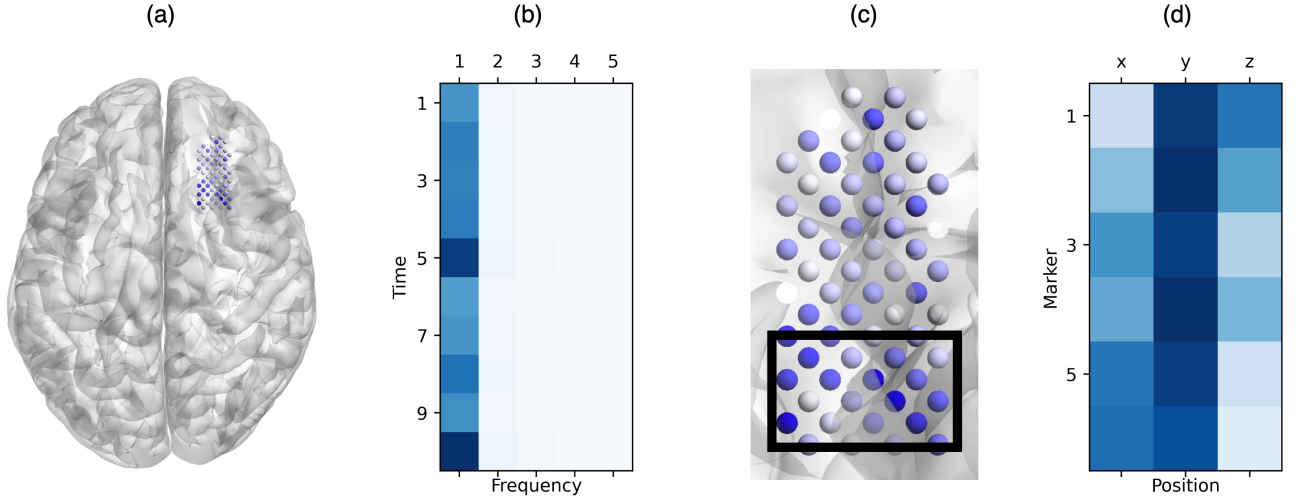 (a)
(b)
(c)
(d)
1 2 3 4 5
x y z
1
3
5
7
9
Time
Frequency
1
3
5
Marker
Position